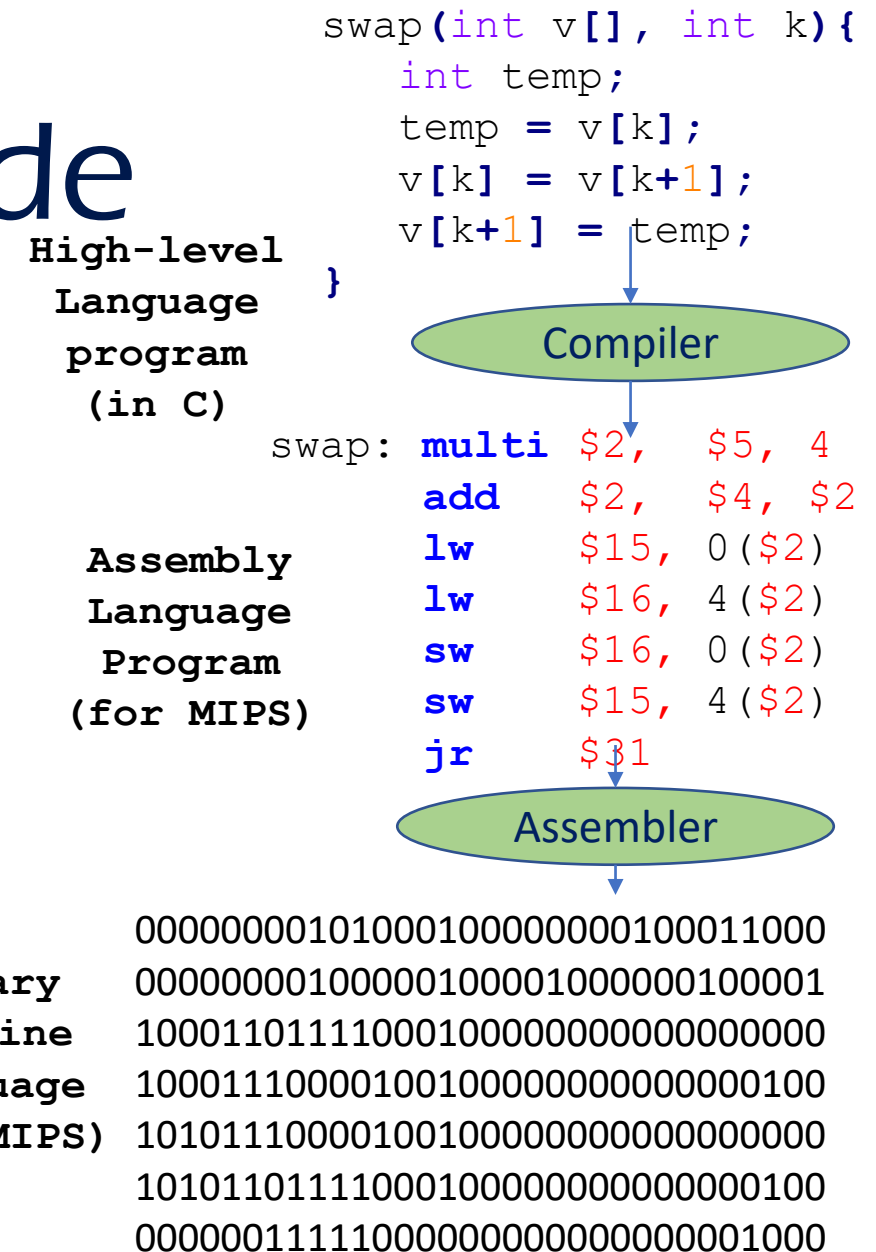 swap(int v[], int k){
int temp;
temp = v[k];
v[k] = v[k+1];
v[k+1] = temp;
}
de
High-level
Language
program
(in C)
Compiler
swap: multi $2, $5, 4
add $2, $4, $2
lw $15, 0($2)
lw $16, 4($2)
sw $16, 0($2)
sw $15, 4($2)
jr $31
Assembly
Language
Program
(for MIPS)
Assembler
00000000101000100000000100011000
ary 00000000100000100001000000100001
ine 10001101111000100000000000000000
uage 10001110000100100000000000000100
MIPS) 10101110000100100000000000000000
10101101111000100000000000000100
00000011111000000000000000001000